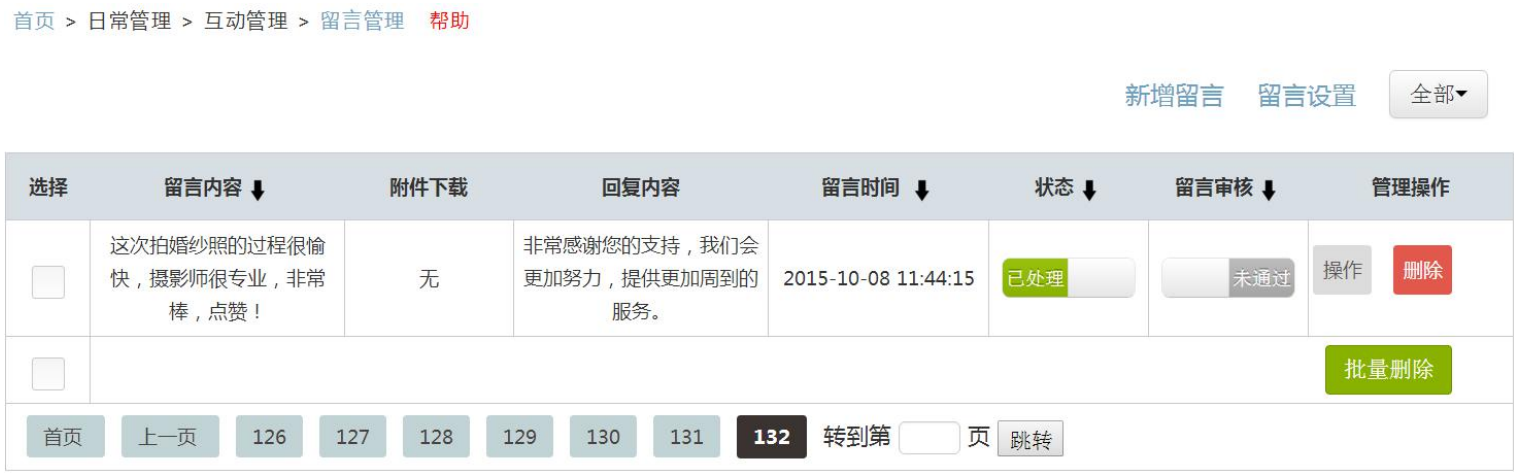 首页 > 日常管理 > 互动管理 > 留言管理 帮助
新增留言 留言设置 全部
选择 留言内容 附件下载 回复内容 留言时间 状态 留言审核 管理操作
这次拍婚纱照的过程很愉
快，摄影师很专业，非常
棒，点赞！
无
非常感谢您的支持，我们会
更加努力，提供更加周到的
服务。
2015-10-08 11:44:15
已处理
未通过
操作 删除
批量删除
首页 上一页 126 127 128 129 130 131 132 转到第 页 跳转